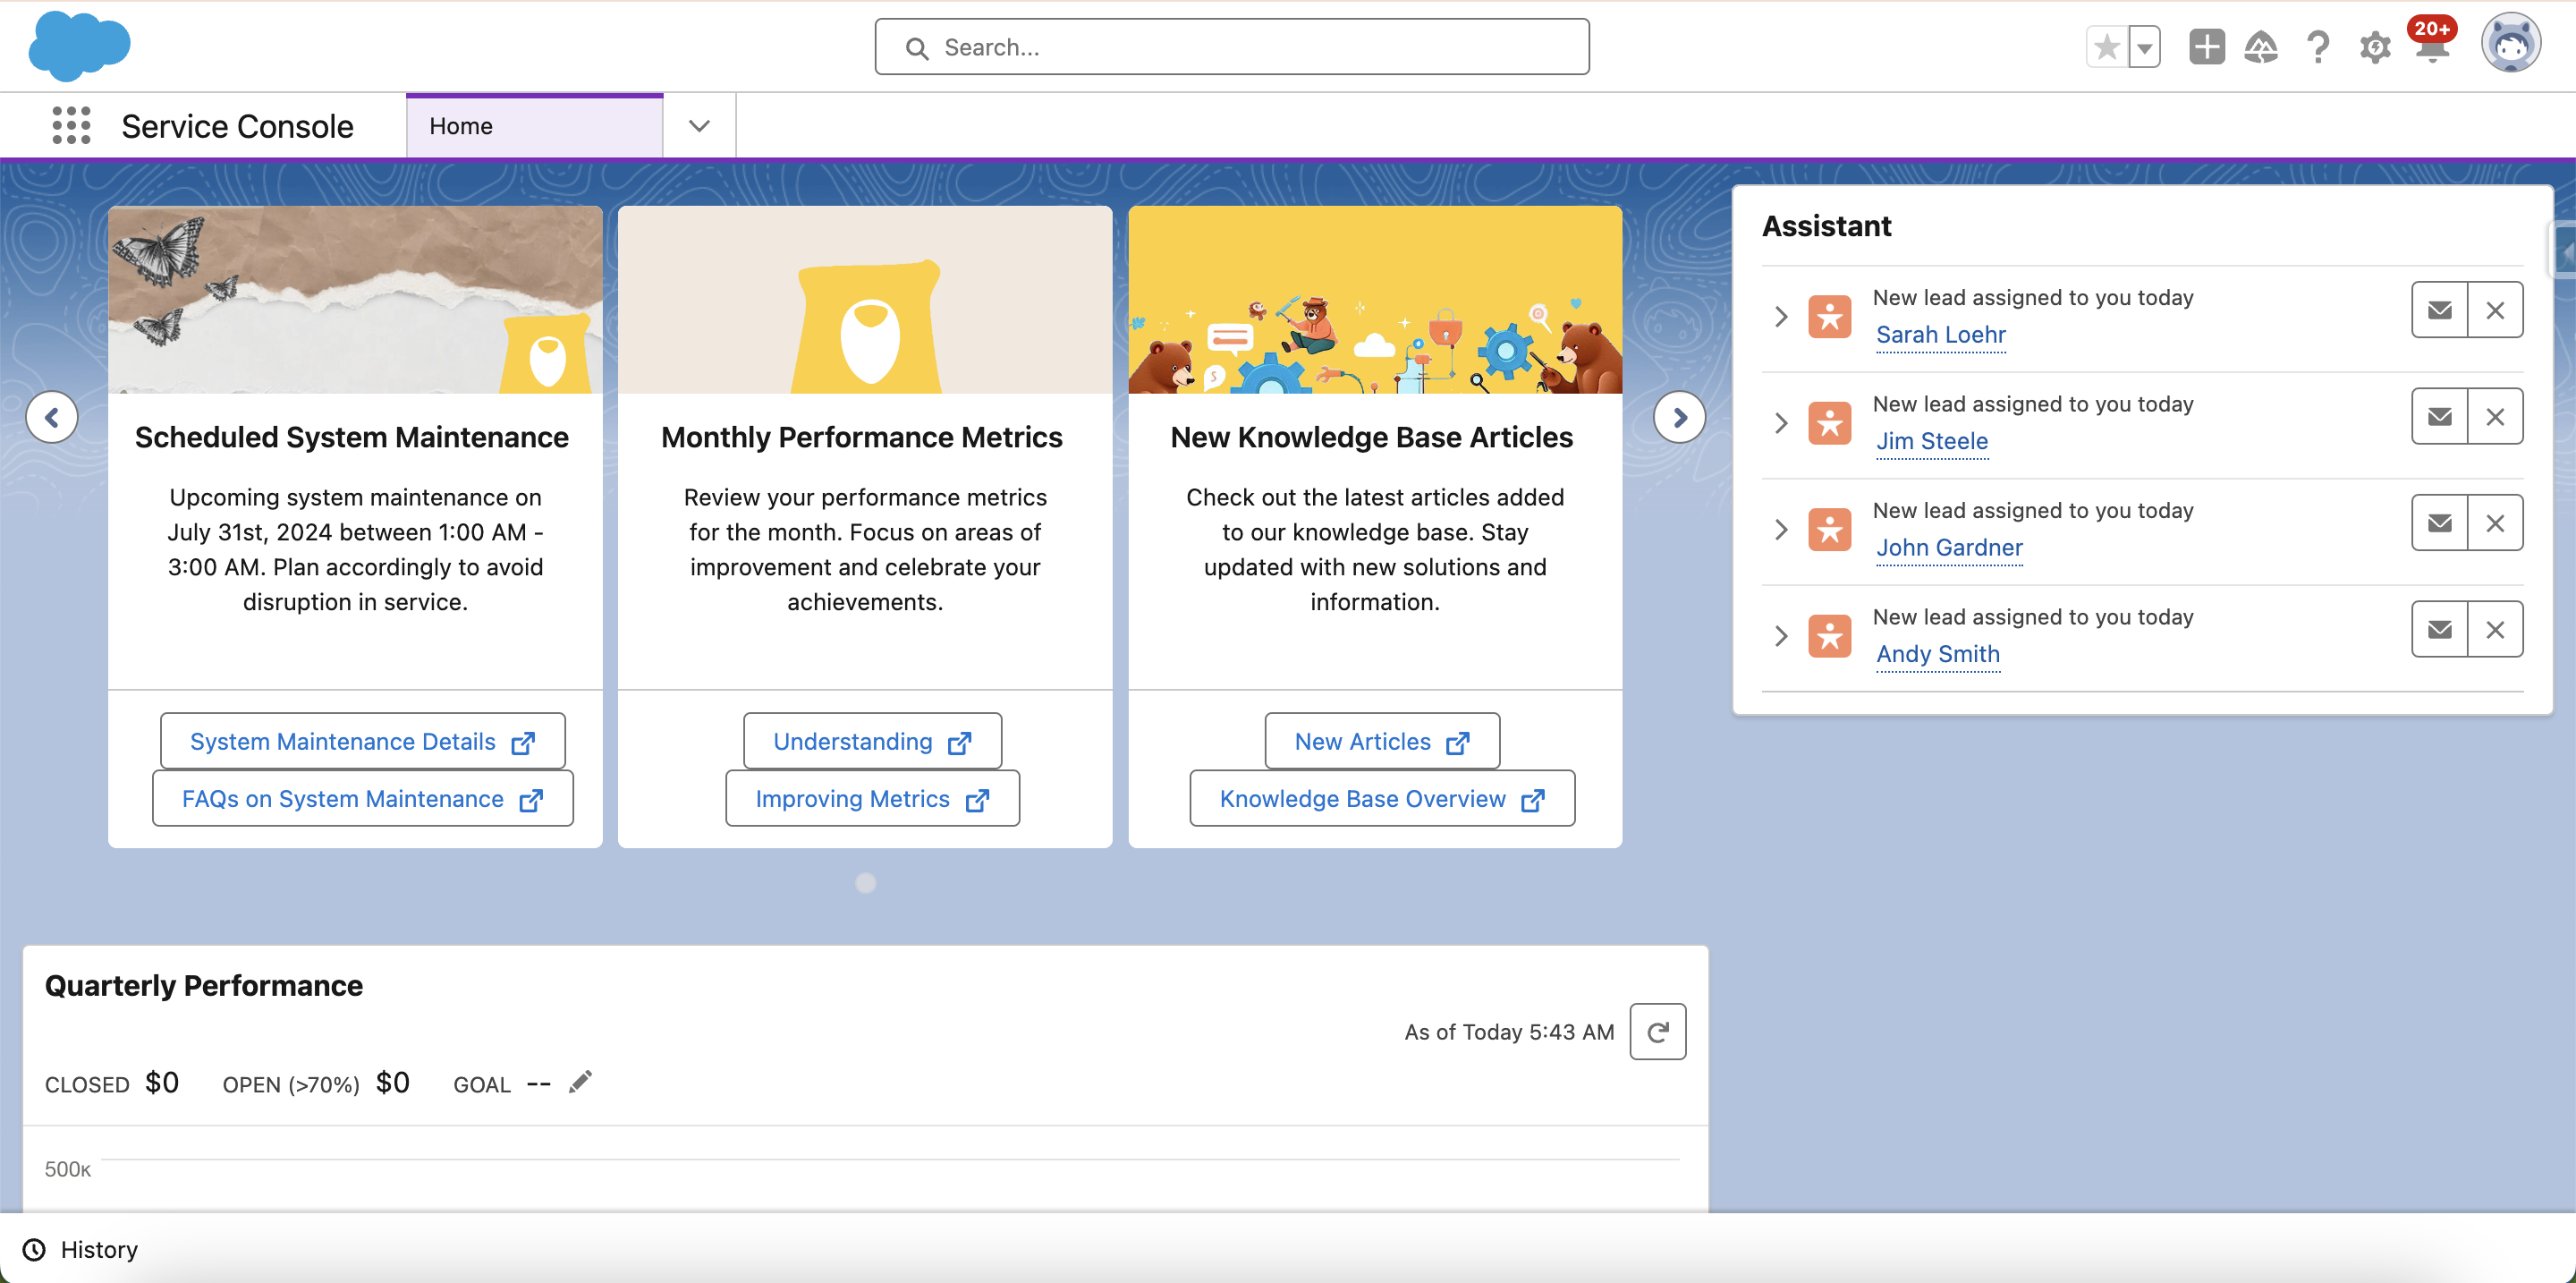 Search...
20+
Service Console
Home
Scheduled System Maintenance
Upcoming system maintenance on
July 31st, 2024 between 1:00 AM -
3:00 AM. Plan accordingly to avoid
disruption in service.
System Maintenance Details
FAQs on System Maintenance
Monthly Performance Metrics
Review your performance metrics
for the month. Focus on areas of
improvement and celebrate your
achievements.
Understanding
Improving Metrics
New Knowledge Base Articles
Check out the latest articles added
to our knowledge base. Stay
updated with new solutions and
information.
New Articles
Knowledge Base Overview
Assistant
New lead assigned to you today
Sarah Loehr
New lead assigned to you today
Jim Steele
New lead assigned to you today
John Gardner
New lead assigned to you today
Andy Smith
Quarterly Performance
As of Today 5:43 AM
CLOSED $0 OPEN (>70%) $0 GOAL --
500K
History